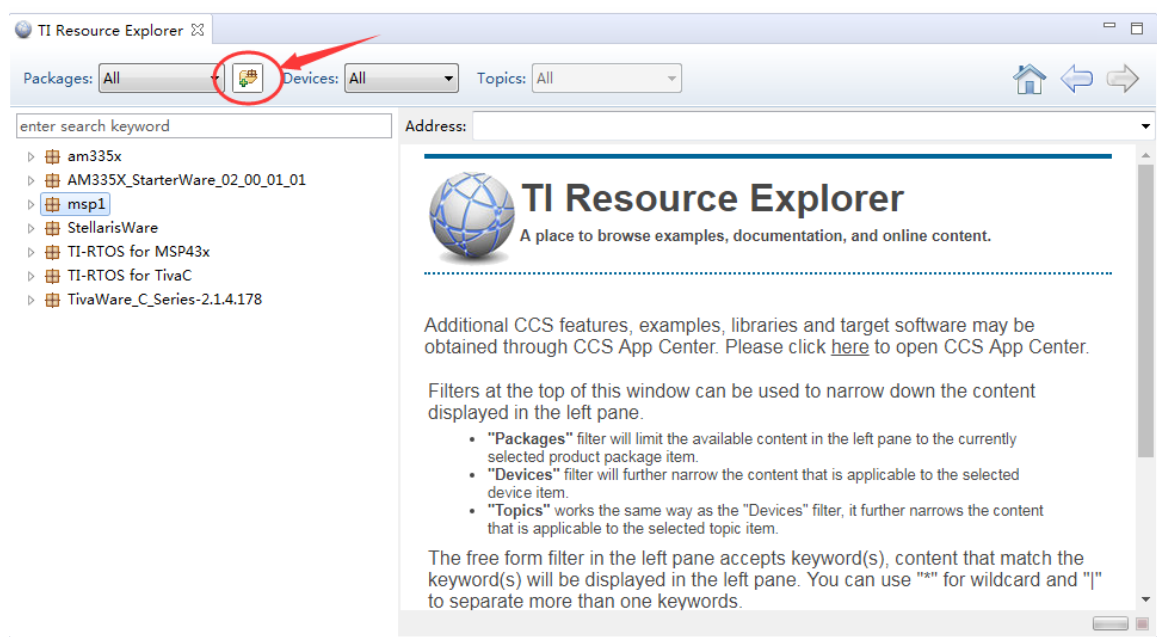 TI Resource Explorer
Packages: All Devices: All Topics: All
enter search keyword
Address:
am335x
AM335X_StarterWare_02_00_01_01
msp1
StellarisWare
TI-RTOS for MSP43x
TI-RTOS for TivaC
TivaWare_C_Series-2.1.4.178
TI Resource Explorer
A place to browse examples, documentation, and online content.
Additional CCS features, examples, libraries and target software may be
obtained through CCS App Center. Please click here to open CCS App Center.
Filters at the top of this window can be used to narrow down the content
displayed in the left pane.
• "Packages" filter will limit the available content in the left pane to the currently
selected product package item.
• "Devices" filter will further narrow the content that is applicable to the selected
device item.
• "Topics" works the same way as the "Devices" filter, it further narrows the content
that is applicable to the selected topic item.
The free form filter in the left pane accepts keyword(s), content that match the
keyword(s) will be displayed in the left pane. You can use "*" for wildcard and "|"
to separate more than one keywords.